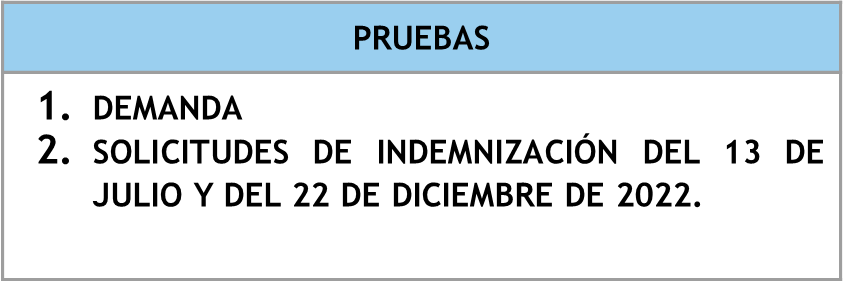 PRUEBAS
1. DEMANDA
2. SOLICITUDES DE INDEMNIZACIÓN DEL 13 DE
JULIO Y DEL 22 DE DICIEMBRE DE 2022.